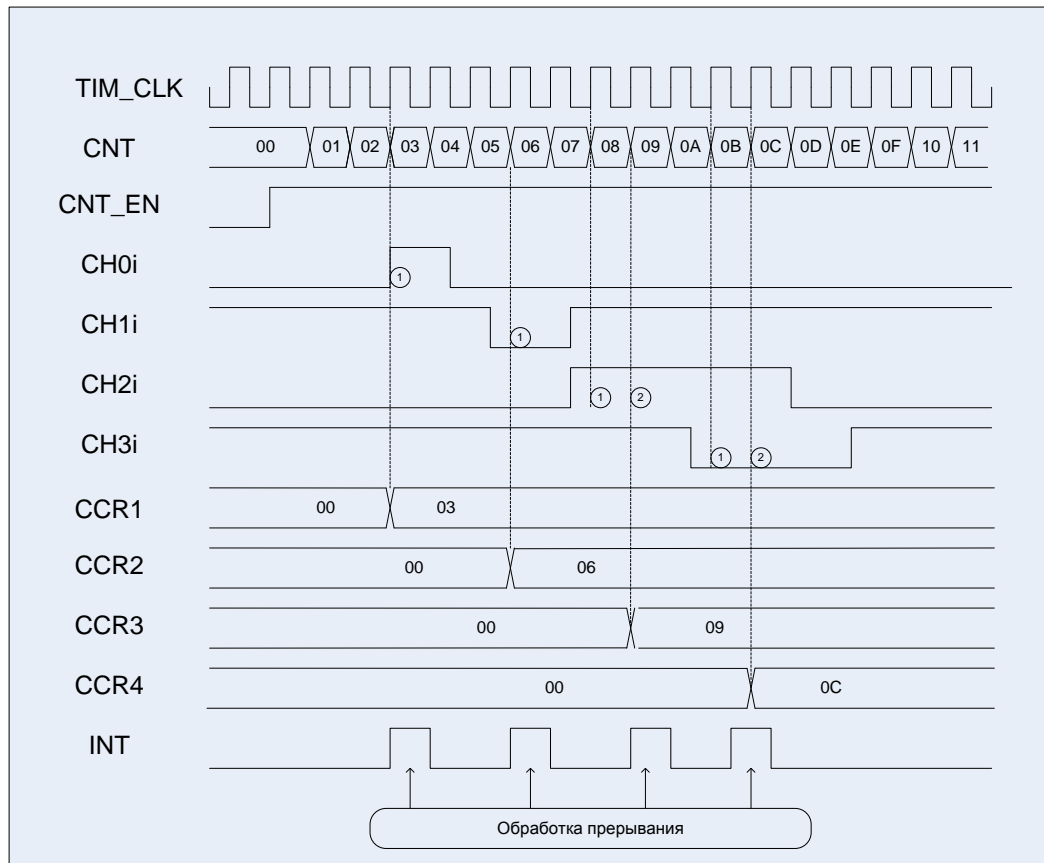 TIM_CLK
CNT 00 01 02 03 04 05 06 07 08 09 0A 0B 0C 0D 0E 0F 10 11
CNT_EN
CH0i 1
CH1i 1
CH2i 1 2
CH3i 1 2
CCR1 00 03
CCR2 00 06
CCR3 00 09
CCR4 00 0C
INT
Обработка прерывания